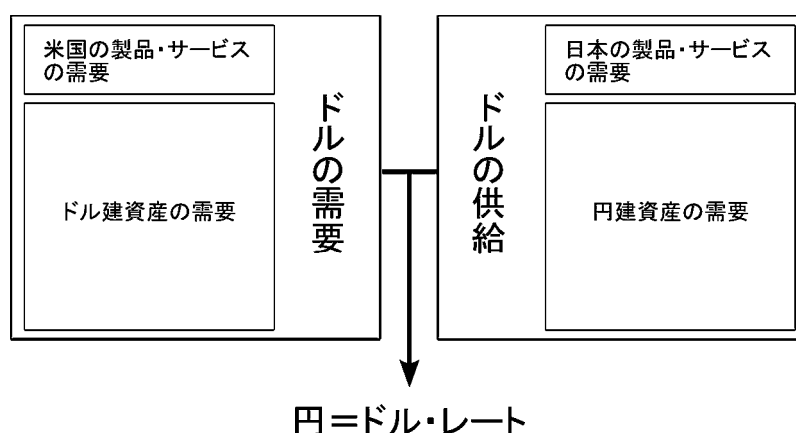 米国の製品・サービス
の需要
ドル建資産の需要
ドルの需要
ドルの供給
日本の製品・サービス
の需要
円建資産の需要
円=ドル・レート